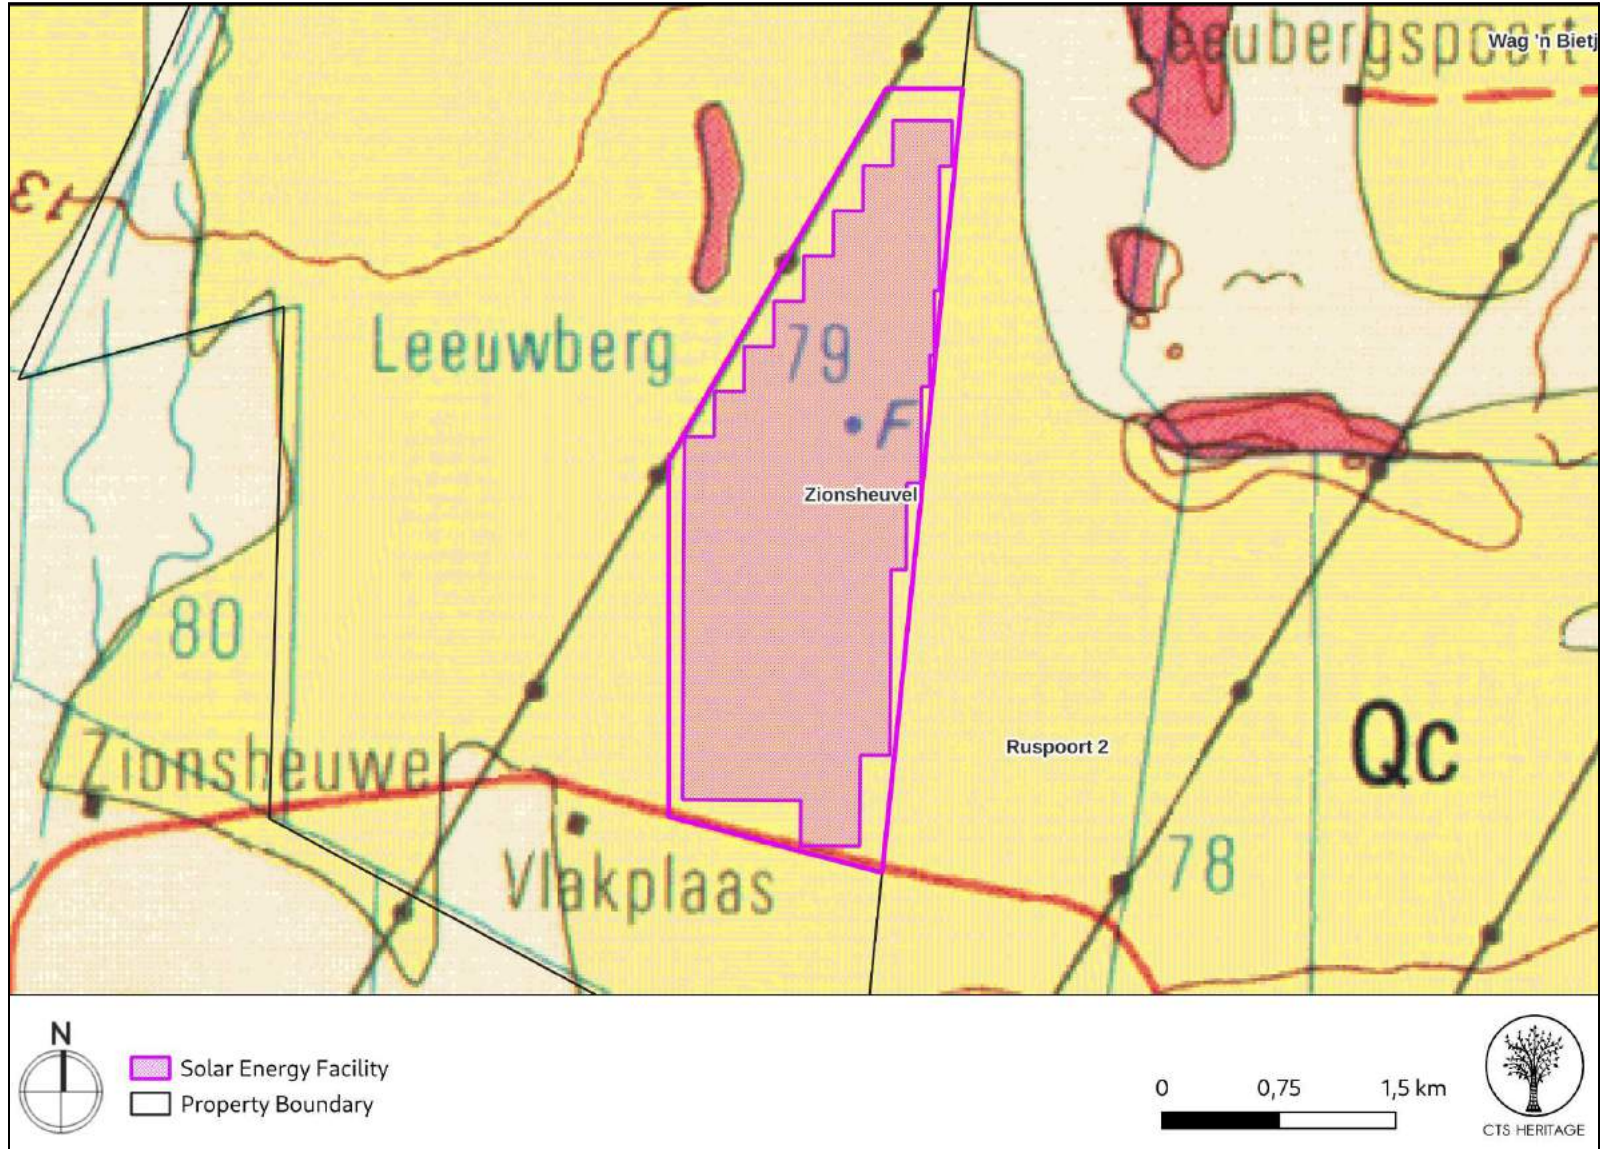 Leeubergspoort
Wag 'n Bietj
13
Leeuwberg
79
F
Zionsheuvel
80
Zionsheuwel
Ruspoort 2
Qc
Vlakplaas
78
N
Solar Energy Facility
Property Boundary
0 0,75 1,5 km
CTS HERITAGE